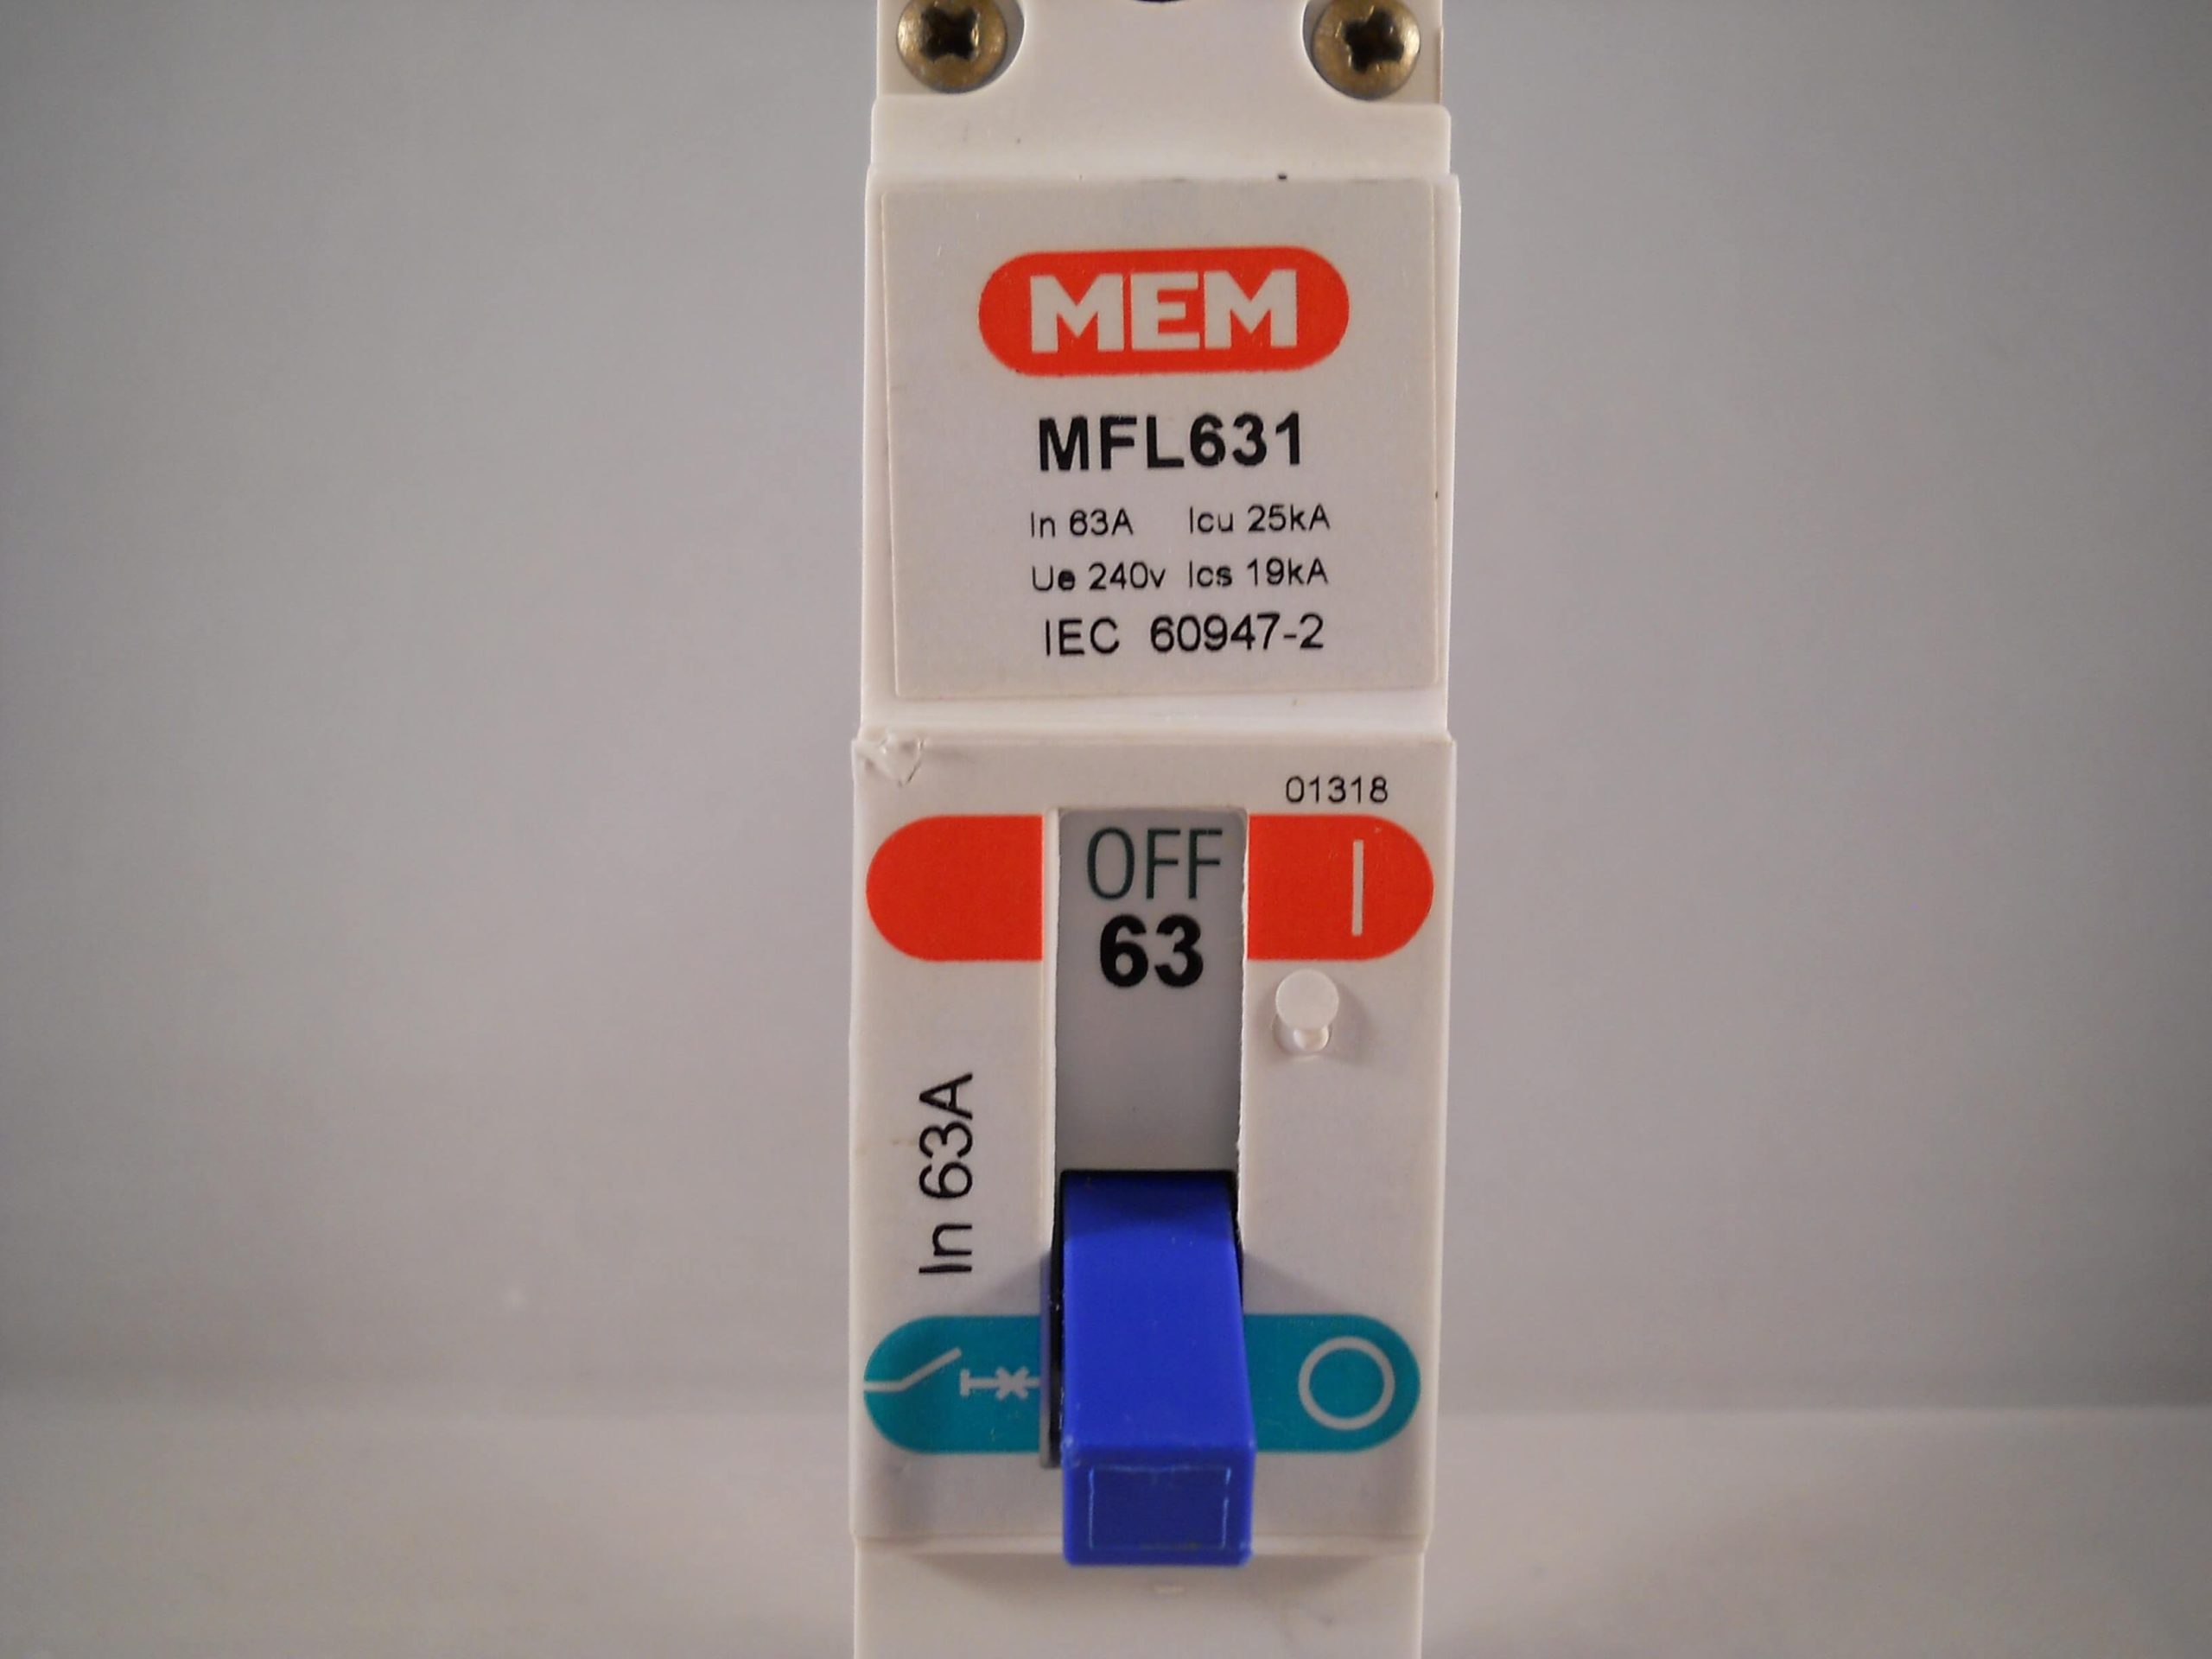 MEM
MFL631
In 63A Icu 25kA
Ue 240v Ics 19kA
IEC 60947-2
01318
OFF
63
In 63A